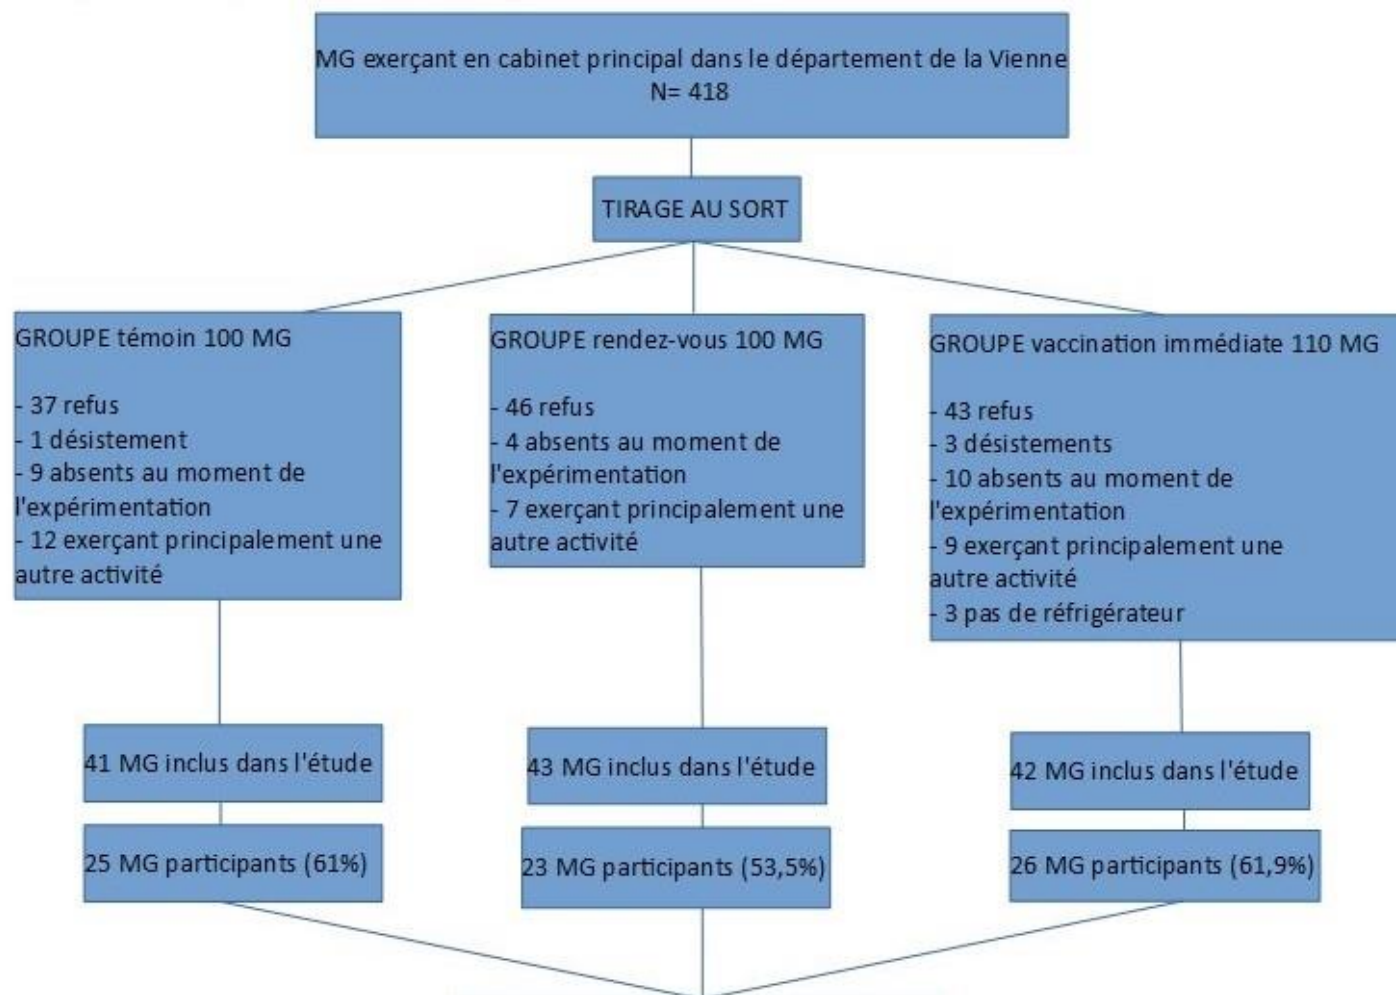 MG exerçant en cabinet principal dans le département de la Vienne
N= 418
TIRAGE AU SORT
GROUPE témoin 100 MG
- 37 refus
- 1 désistement
- 9 absents au moment de
l'expérimentation
- 12 exerçant principalement une
autre activité
GROUPE rendez-vous 100 MG
- 46 refus
- 4 absents au moment de
l'expérimentation
- 7 exerçant principalement une
autre activité
GROUPE vaccination immédiate 110 MG
- 43 refus
- 3 désistements
- 10 absents au moment de
l'expérimentation
- 9 exerçant principalement une
autre activité
- 3 pas de réfrigérateur
41 MG inclus dans l'étude
43 MG inclus dans l'étude
42 MG inclus dans l'étude
25 MG participants (61%)
23 MG participants (53,5%)
26 MG participants (61,9%)